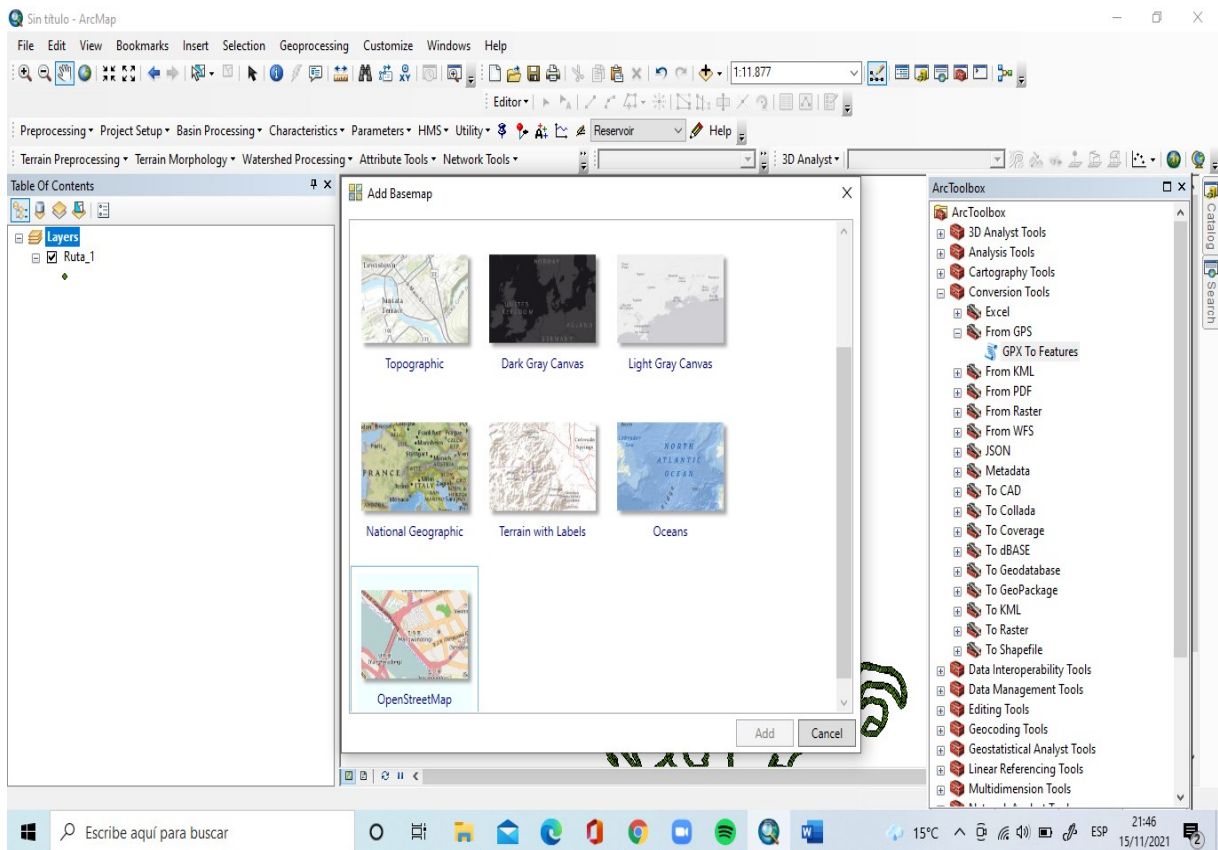 Sin título - ArcMap
File Edit View Bookmarks Insert Selection Geoprocessing Customize Windows Help
1:11.877
Editor
Preprocessing Project Setup Basin Processing Characteristics Parameters HMS Utility Reservoir Help
Terrain Preprocessing Terrain Morphology Watershed Processing Attribute Tools Network Tools 3D Analyst
Table Of Contents
Layers
Ruta_1
Add Basemap
Topographic Dark Gray Canvas Light Gray Canvas
FRANCE
NORTH
ATLANTIC
OCEAN
National Geographic Terrain with Labels Oceans
OpenStreetMap
Add Cancel
ArcToolbox
ArcToolbox
3D Analyst Tools
Analysis Tools
Cartography Tools
Conversion Tools
Excel
From GPS
GPX To Features
From KML
From PDF
From Raster
From WFS
JSON
Metadata
To CAD
To Collada
To Coverage
To dBASE
To Geodatabase
To GeoPackage
To KML
To Raster
To Shapefile
Data Interoperability Tools
Data Management Tools
Editing Tools
Geocoding Tools
Geostatistical Analyst Tools
Linear Referencing Tools
Multidimension Tools
Catalog
Search
Escribe aquí para buscar
15°C ESP
21:46
15/11/2021
2